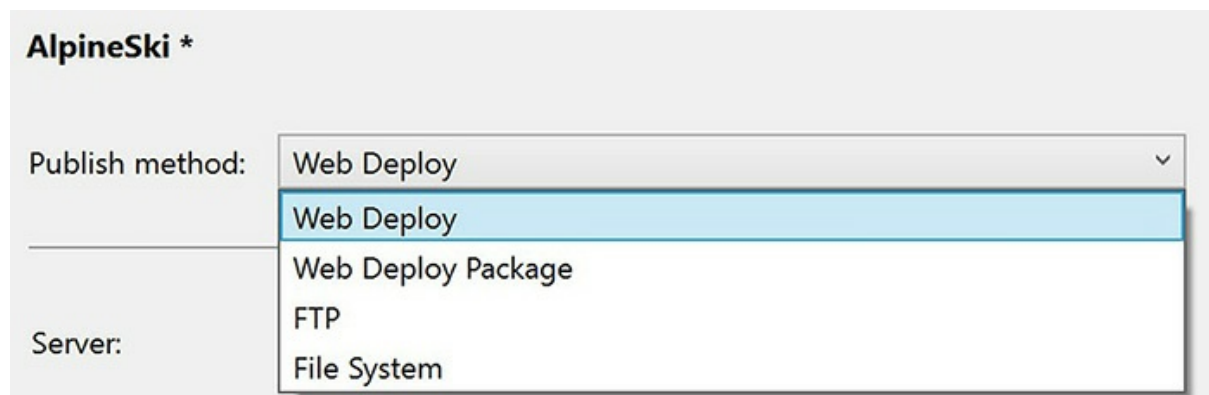 AlpineSki *
Publish method: Web Deploy
Web Deploy
Web Deploy Package
FTP
Server:
File System